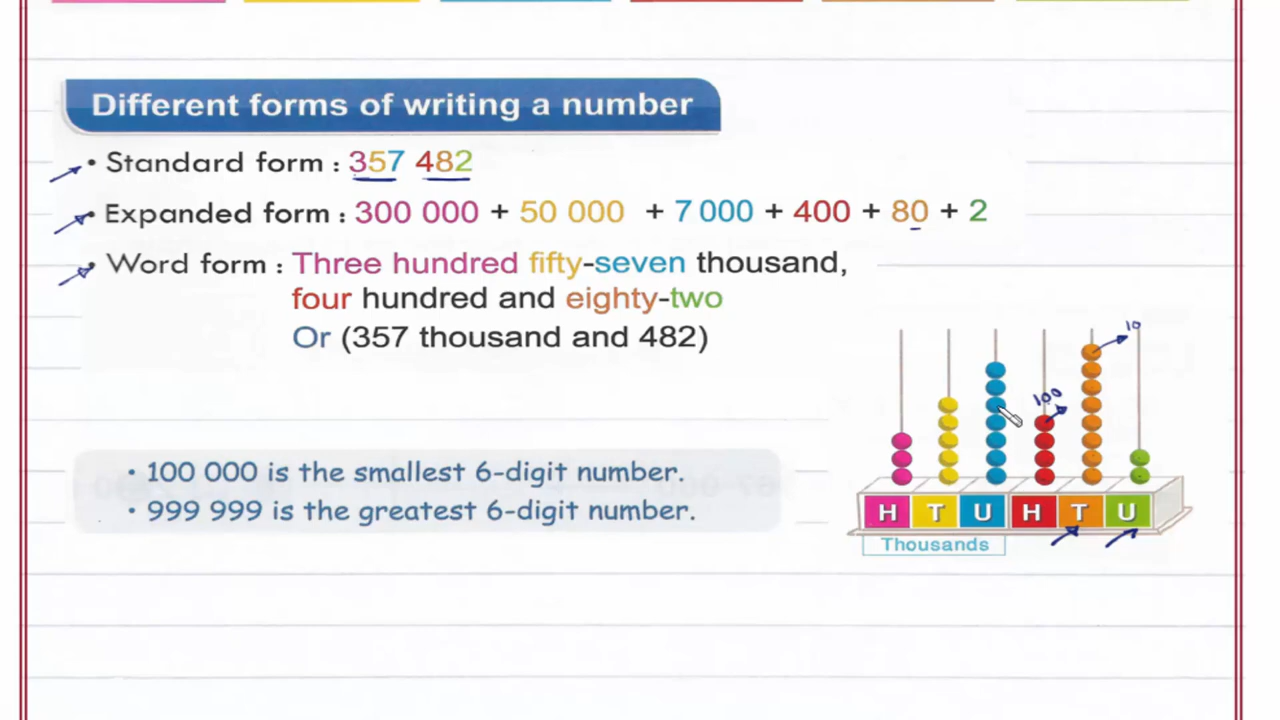 Different forms of writing a number
• Standard form : 357 482
• Expanded form : 300 000 + 50 000 + 7 000 + 400 + 80 + 2
• Word form : Three hundred fifty-seven thousand,
four hundred and eighty-two
Or (357 thousand and 482)
10
100
• 100 000 is the smallest 6-digit number.
• 999 999 is the greatest 6-digit number.
H T U H T U
Thousands